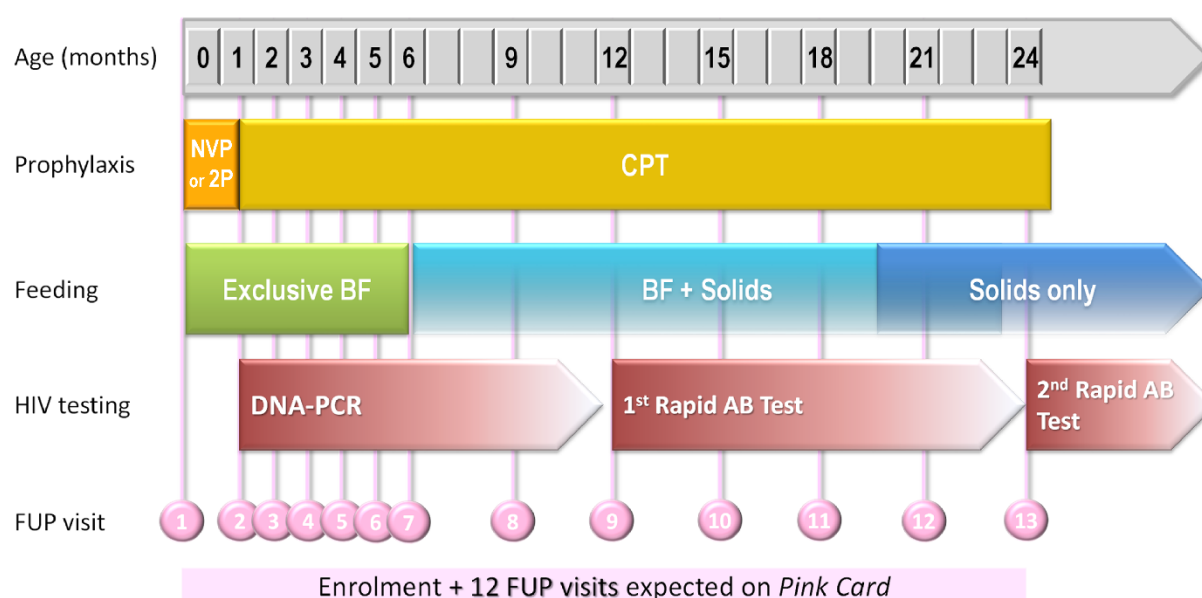 Age (months) 0 1 2 3 4 5 6 9 12 15 18 21 24
Prophylaxis
NVP
or 2P
CPT
Feeding Exclusive BF BF + Solids Solids only
HIV testing DNA-PCR 1st Rapid AB Test
2nd Rapid AB
Test
FUP visit 1 2 3 4 5 6 7 8 9 10 11 12 13
Enrolment + 12 FUP visits expected on Pink Card